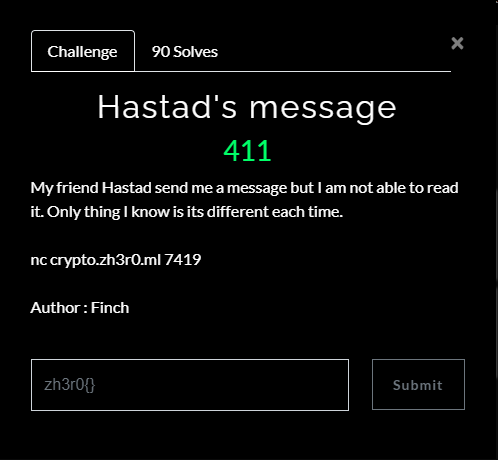 Challenge 90 Solves ×
Hastad's message
411
My friend Hastad send me a message but I am not able to read
it. Only thing I know is its different each time.
nc crypto.zh3r0.ml 7419
Author : Finch
zh3r0{} Submit